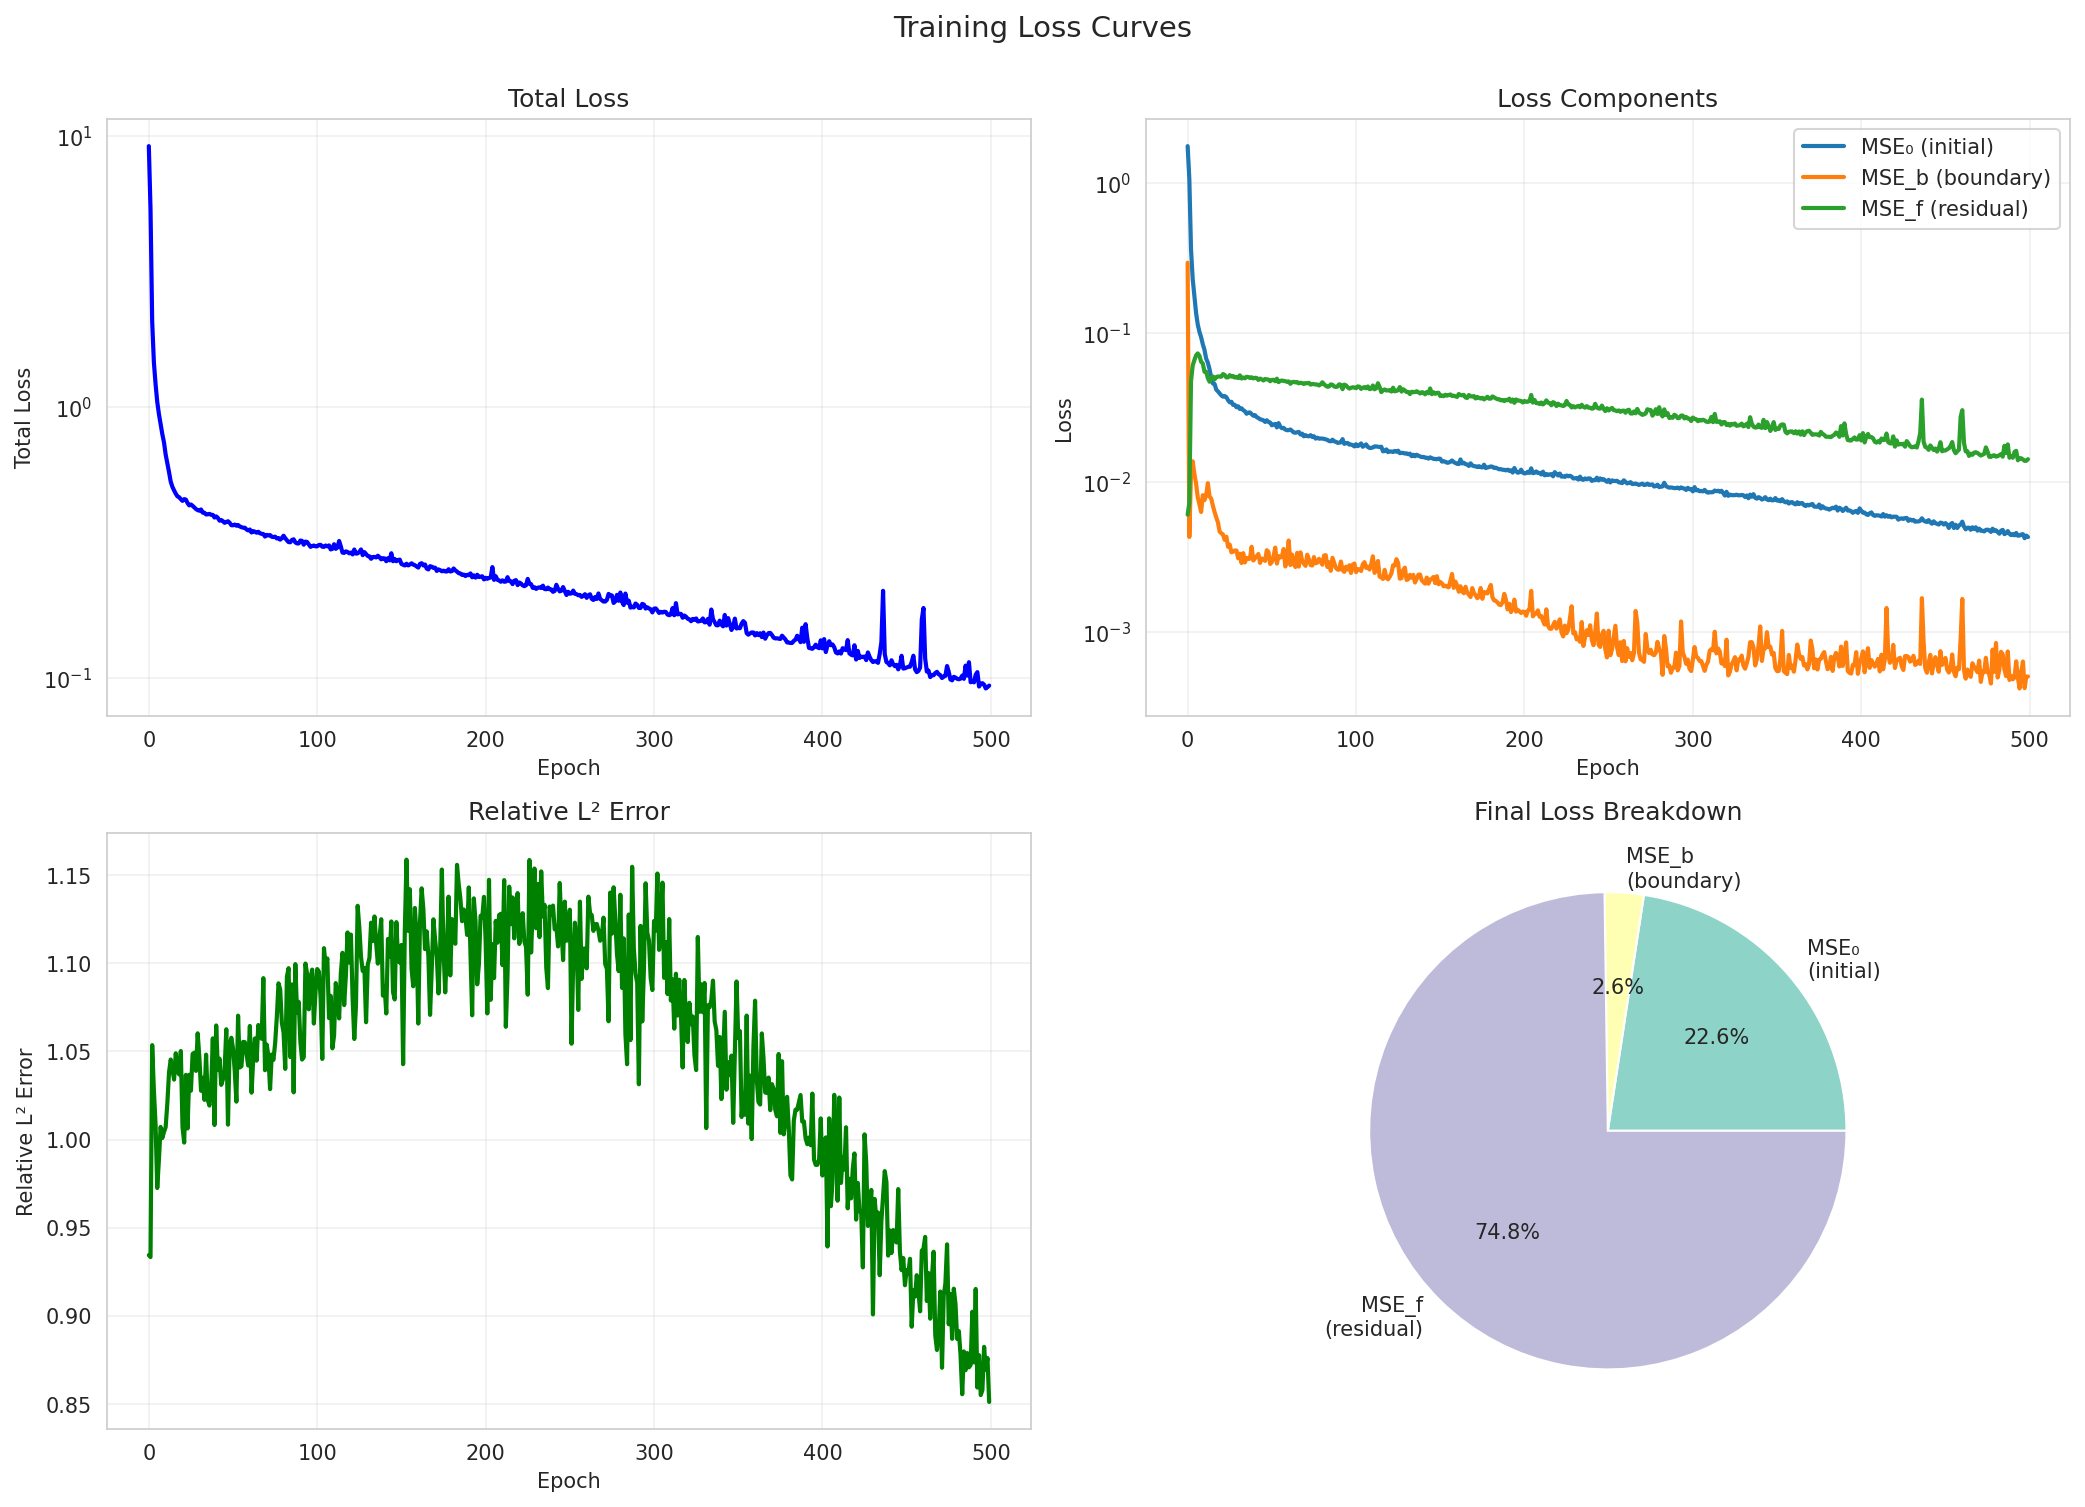 Training Loss Curves
Total Loss
10¹
10⁰
10⁻¹
Total Loss
0 100 200 300 400 500
Epoch
Loss Components
MSE₀ (initial)
MSE_b (boundary)
MSE_f (residual)
10⁰
10⁻¹
10⁻²
10⁻³
Loss
0 100 200 300 400 500
Epoch
Relative L² Error
1.15
1.10
1.05
1.00
0.95
0.90
0.85
Relative L² Error
0 100 200 300 400 500
Epoch
Final Loss Breakdown
MSE_b
(boundary)
MSE₀
(initial)
2.6%
22.6%
74.8%
MSE_f
(residual)